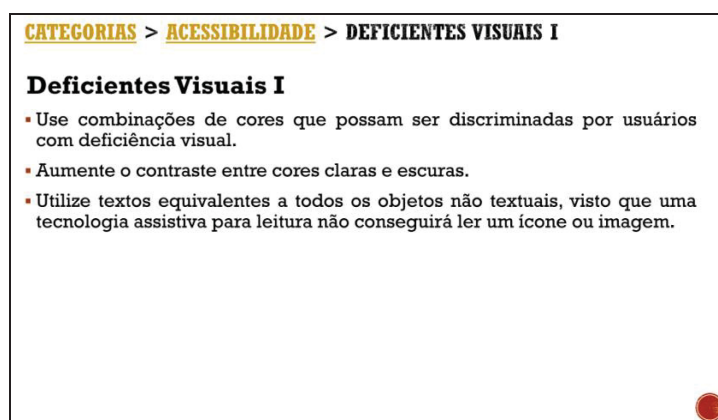 CATEGORIAS > ACESSIBILIDADE > DEFICIENTES VISUAIS I
Deficientes Visuais I
▪ Use combinações de cores que possam ser discriminadas por usuários
com deficiência visual.
▪ Aumente o contraste entre cores claras e escuras.
▪ Utilize textos equivalentes a todos os objetos não textuais, visto que uma
tecnologia assistiva para leitura não conseguirá ler um ícone ou imagem.